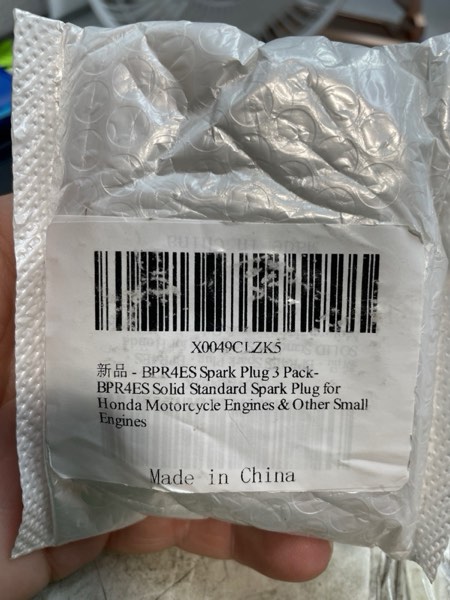 X0049CLZK5
新品 - BPR4ES Spark Plug 3 Pack-
BPR4ES Solid Standard Spark Plug for
Honda Motorcycle Engines & Other Small
Engines
Made in China